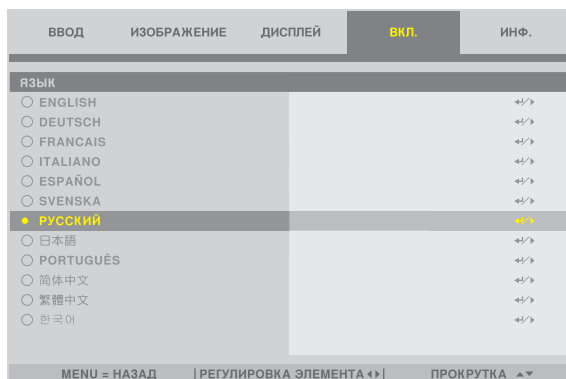 ВВОД ИЗОБРАЖЕНИЕ ДИСПЛЕЙ ВКЛ. ИНФ.
ЯЗЫК
ENGLISH
DEUTSCH
FRANCAIS
ITALIANO
ESPAÑOL
SVENSKA
РУССКИЙ
日本語
PORTUGUÊS
简体中文
繁體中文
한국어
MENU = НАЗАД | РЕГУЛИРОВКА ЭЛЕМЕНТА | ПРОКРУТКА